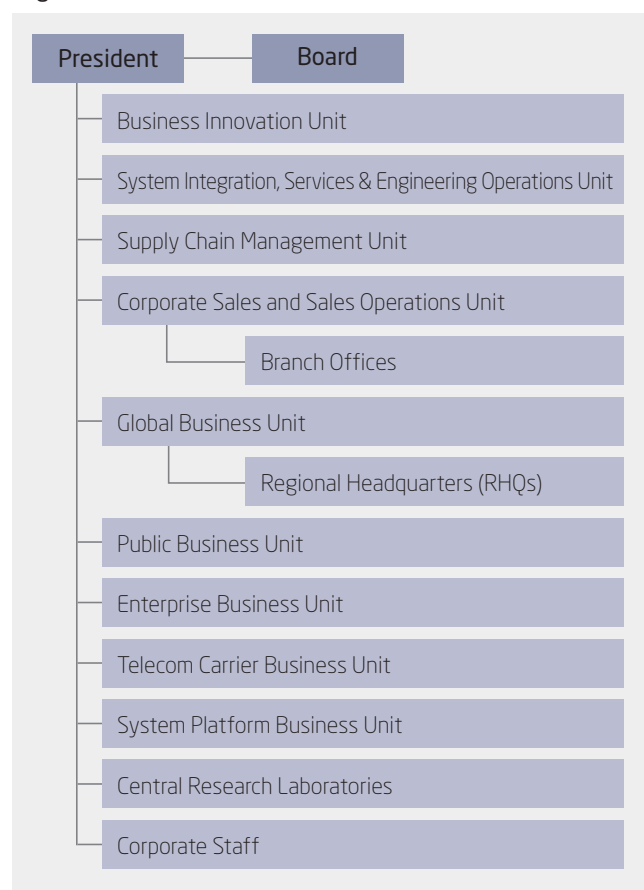 President
Board
Business Innovation Unit
System Integration, Services & Engineering Operations Unit
Supply Chain Management Unit
Corporate Sales and Sales Operations Unit
Branch Offices
Global Business Unit
Regional Headquarters (RHQs)
Public Business Unit
Enterprise Business Unit
Telecom Carrier Business Unit
System Platform Business Unit
Central Research Laboratories
Corporate Staff